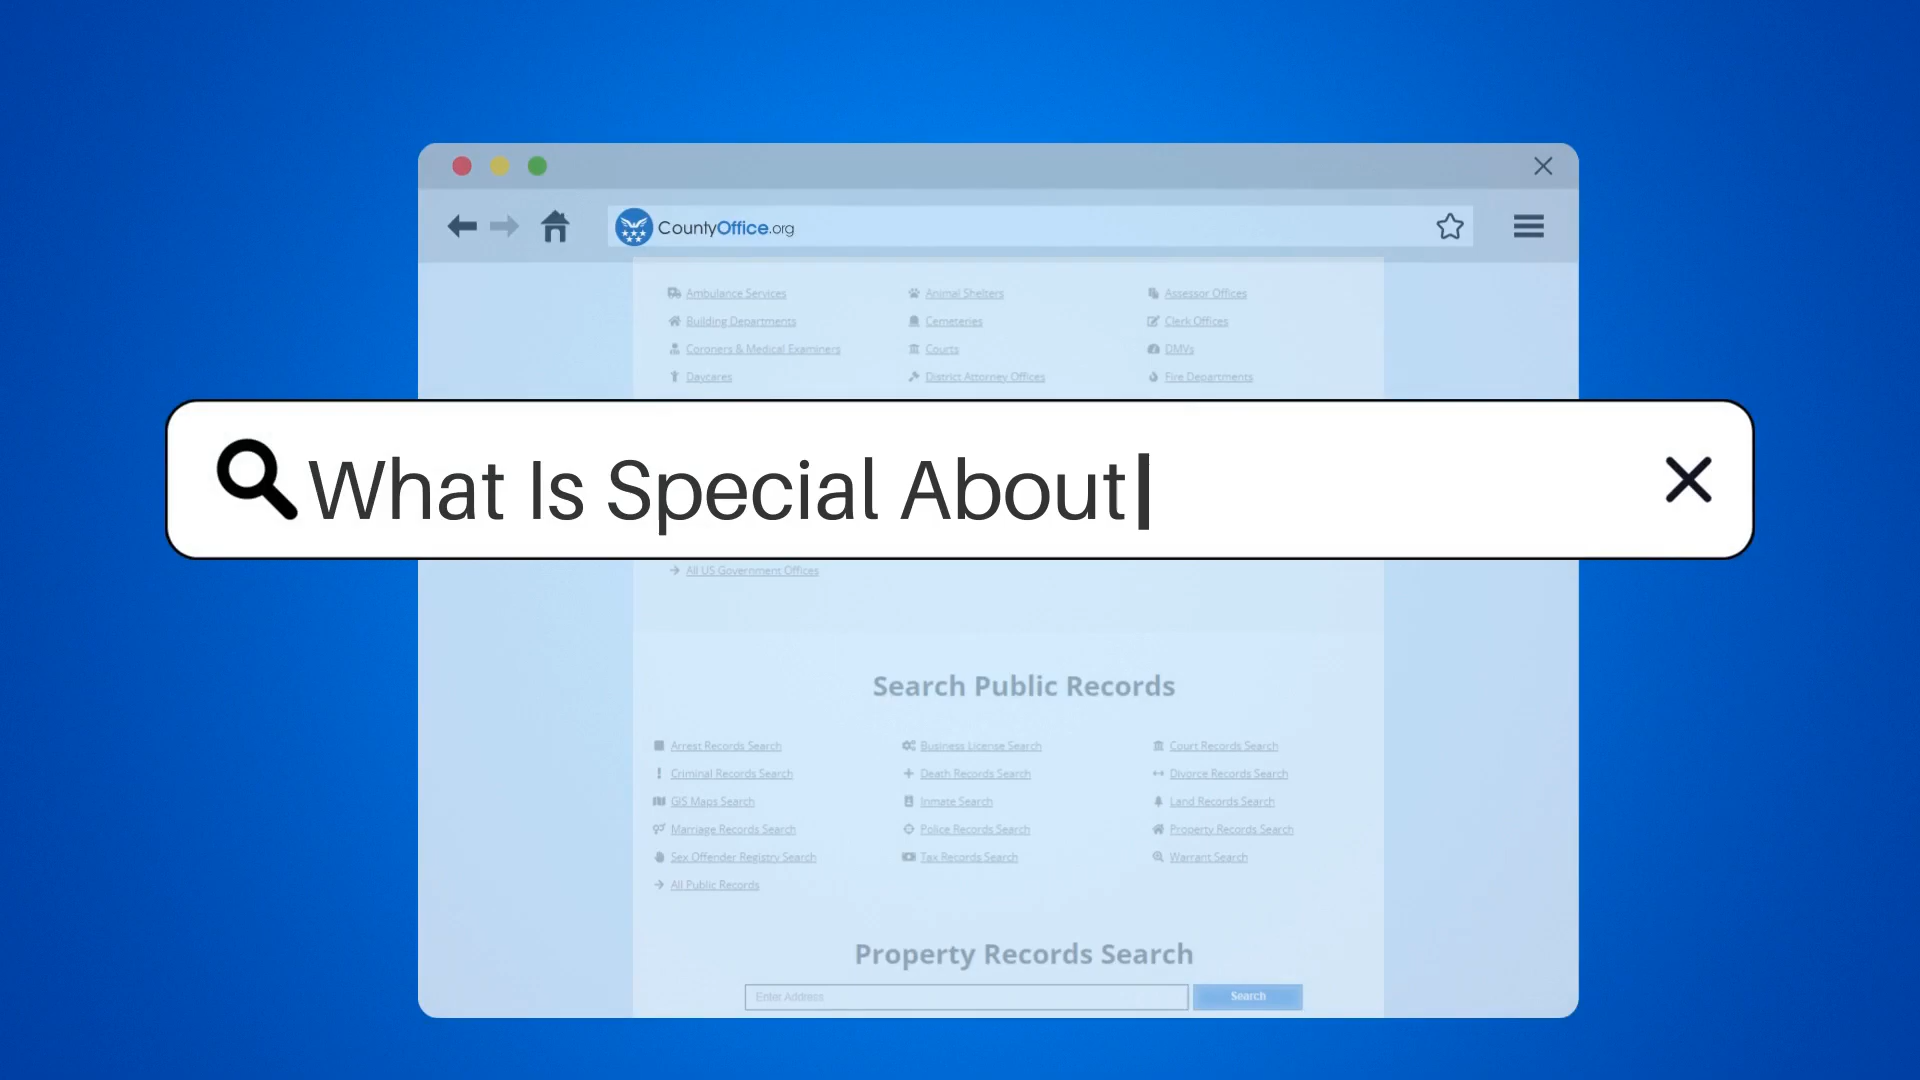 CountyOffice.org
Ambulance Services Animal Shelters Assessor Offices
Building Departments Cemeteries Clerk Offices
Coroners & Medical Examiners Courts DMVs
Daycares District Attorney Offices Fire Departments
What Is Special About
All US Government Offices
Search Public Records
Arrest Records Search Business License Search Court Records Search
Criminal Records Search Death Records Search Divorce Records Search
GIS Maps Search Inmate Search Land Records Search
Marriage Records Search Police Records Search Property Records Search
Sex Offender Registry Search Tax Records Search Warrant Search
All Public Records
Property Records Search
Enter Address Search